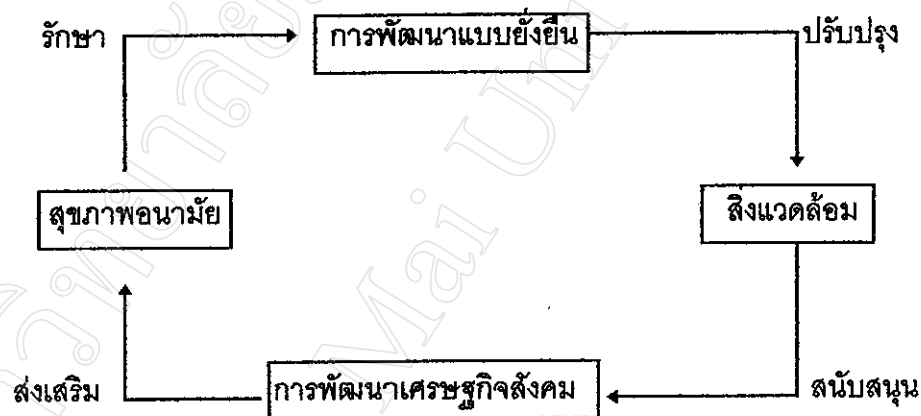 รักษา
การพัฒนาแบบยั่งยืน
ปรับปรุง
สุขภาพอนามัย
สิ่งแวดล้อม
ส่งเสริม
การพัฒนาเศรษฐกิจสังคม
สนับสนุน
Mai Uni